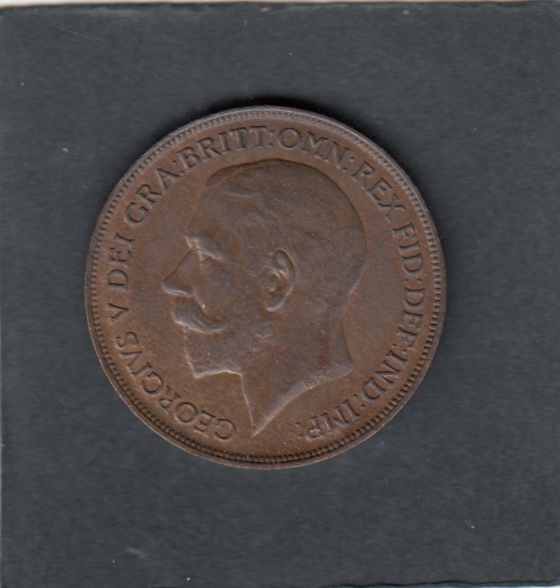 GEORGIVS V DEI GRA: BRITT: OMN: REX FID: DEF: IND: IMP: